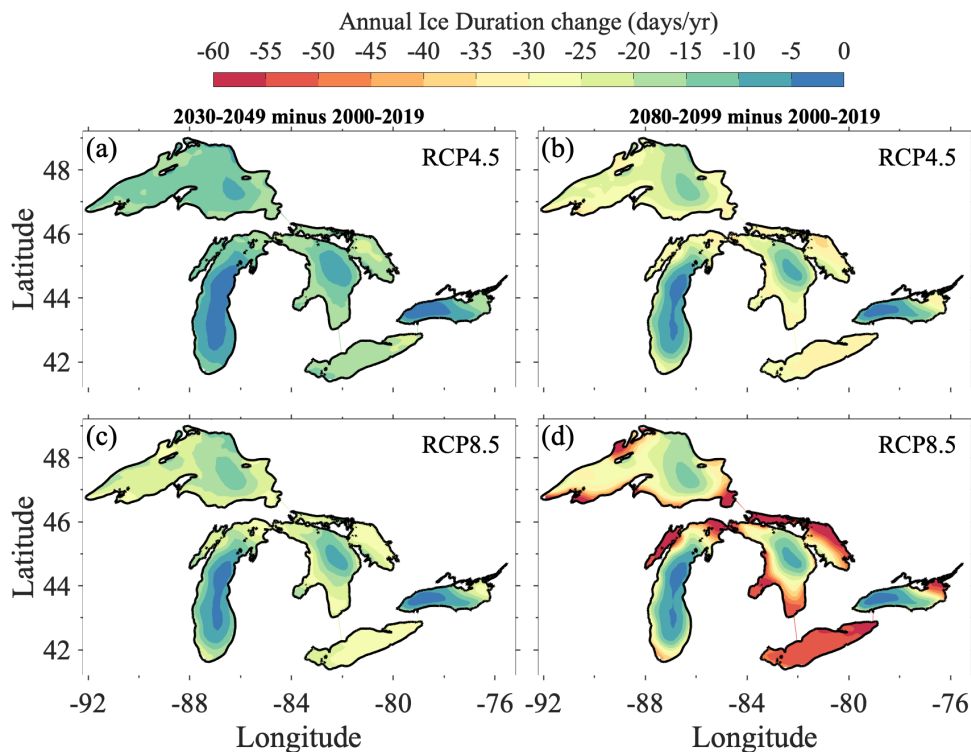 Annual Ice Duration change (days/yr)
-60 -55 -50 -45 -40 -35 -30 -25 -20 -15 -10 -5 0
2030-2049 minus 2000-2019 2080-2099 minus 2000-2019
(a) RCP4.5 (b) RCP4.5
48
46
44
42
Latitude
(c) RCP8.5 (d) RCP8.5
48
46
44
42
Latitude
-92 -88 -84 -80 -76 -92 -88 -84 -80 -76
Longitude Longitude